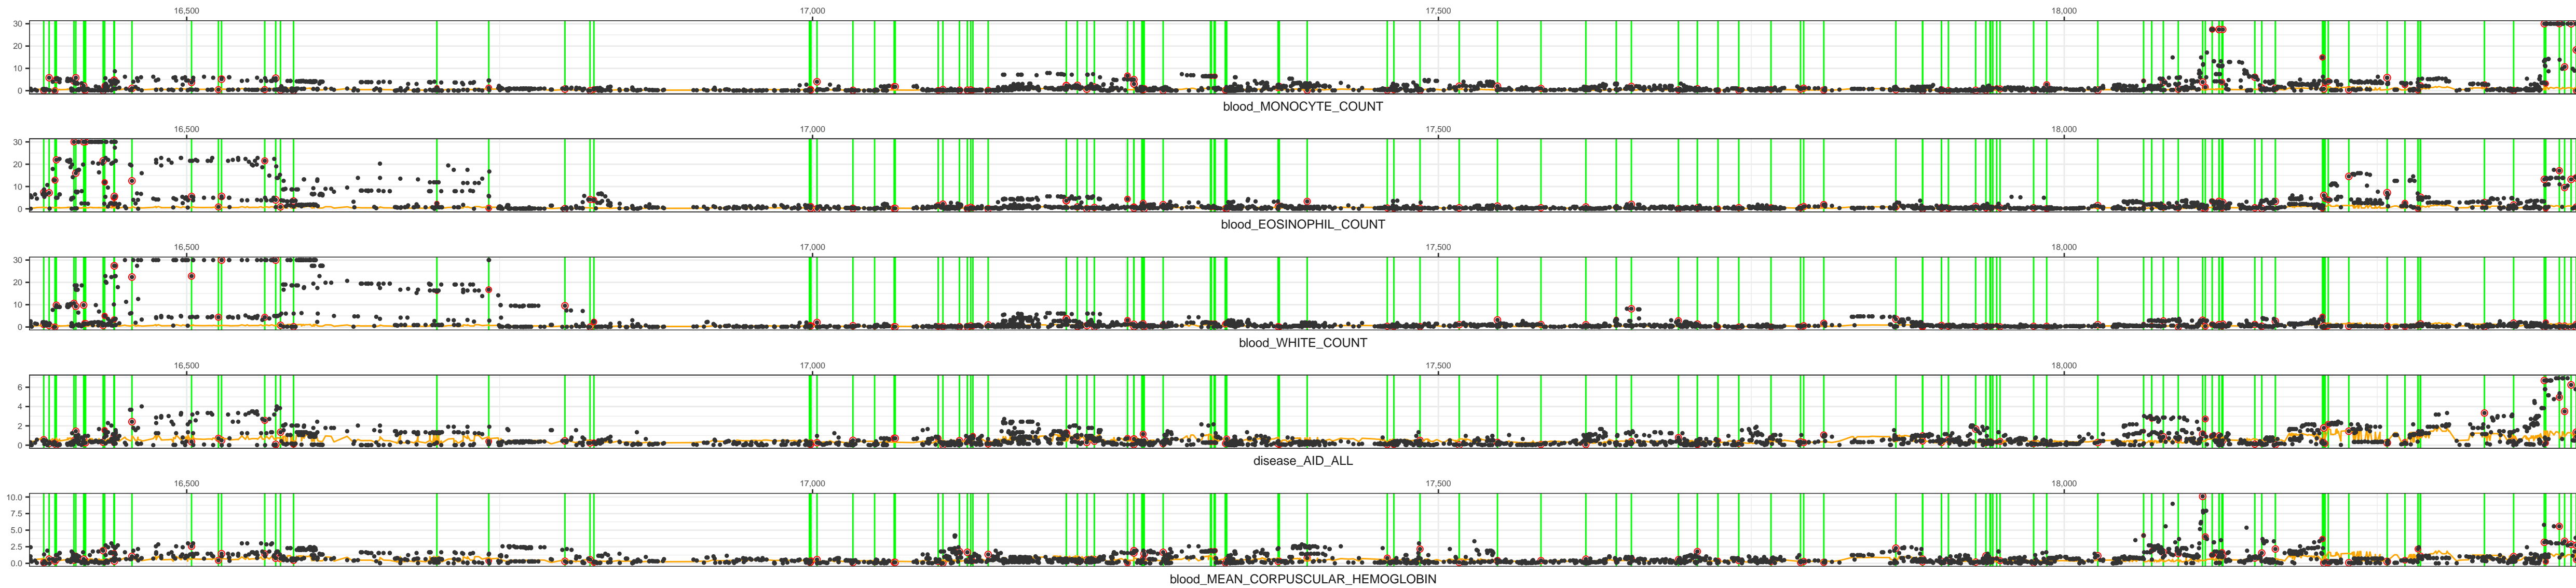 16,500 17,000 17,500 18,000
30
20
10
0
blood_MONOCYTE_COUNT
16,500 17,000 17,500 18,000
30
20
10
0
blood_EOSINOPHIL_COUNT
16,500 17,000 17,500 18,000
30
20
10
0
blood_WHITE_COUNT
16,500 17,000 17,500 18,000
6
4
2
0
disease_AID_ALL
16,500 17,000 17,500 18,000
10.0
7.5
5.0
2.5
0.0
blood_MEAN_CORPUSCULAR_HEMOGLOBIN